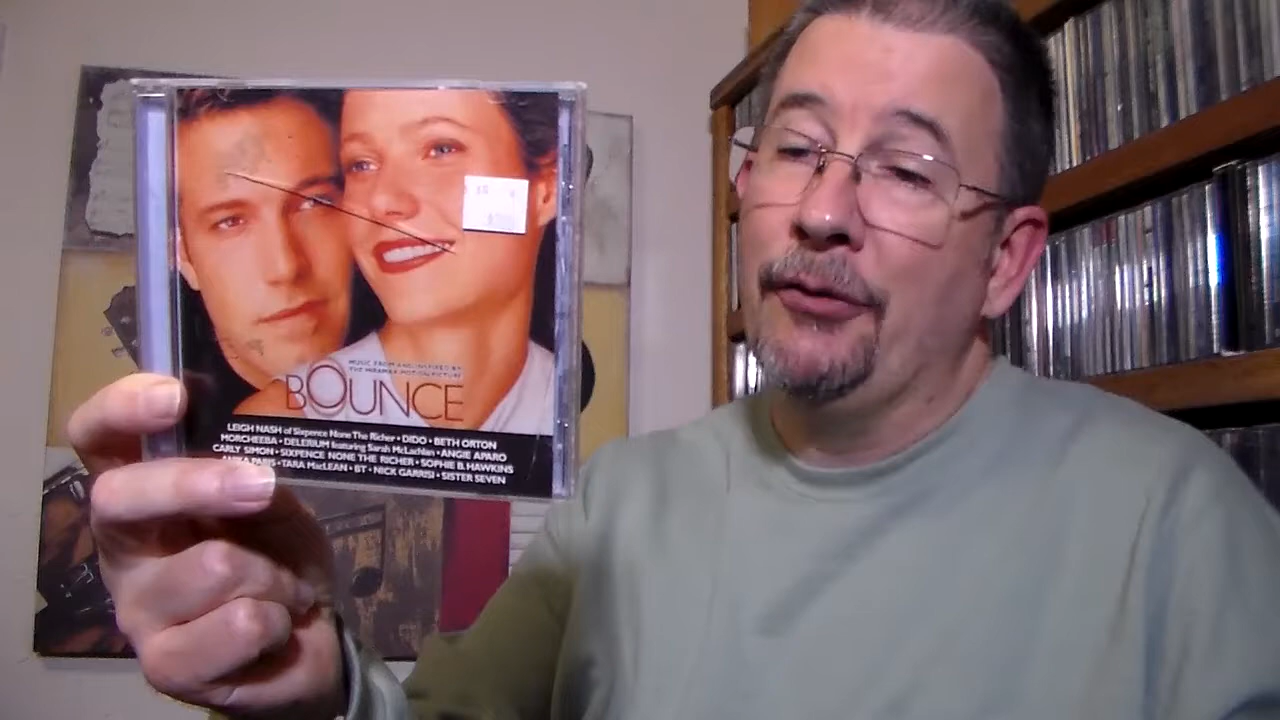 MUSIC FROM AND INSPIRED BY
THE MIRAMAX MOTION PICTURE
BOUNCE
LEIGH NASH of Sixpence None The Richer • DIDO • BETH ORTON
MORCHEEBA • DELERIUM featuring Sarah McLachlan • ANGIE APARO
CARLY SIMON • SIXPENCE NONE THE RICHER • SOPHIE B. HAWKINS
PARIS • TARA MacLEAN • BT • NICK GARRISI • SISTER SEVEN